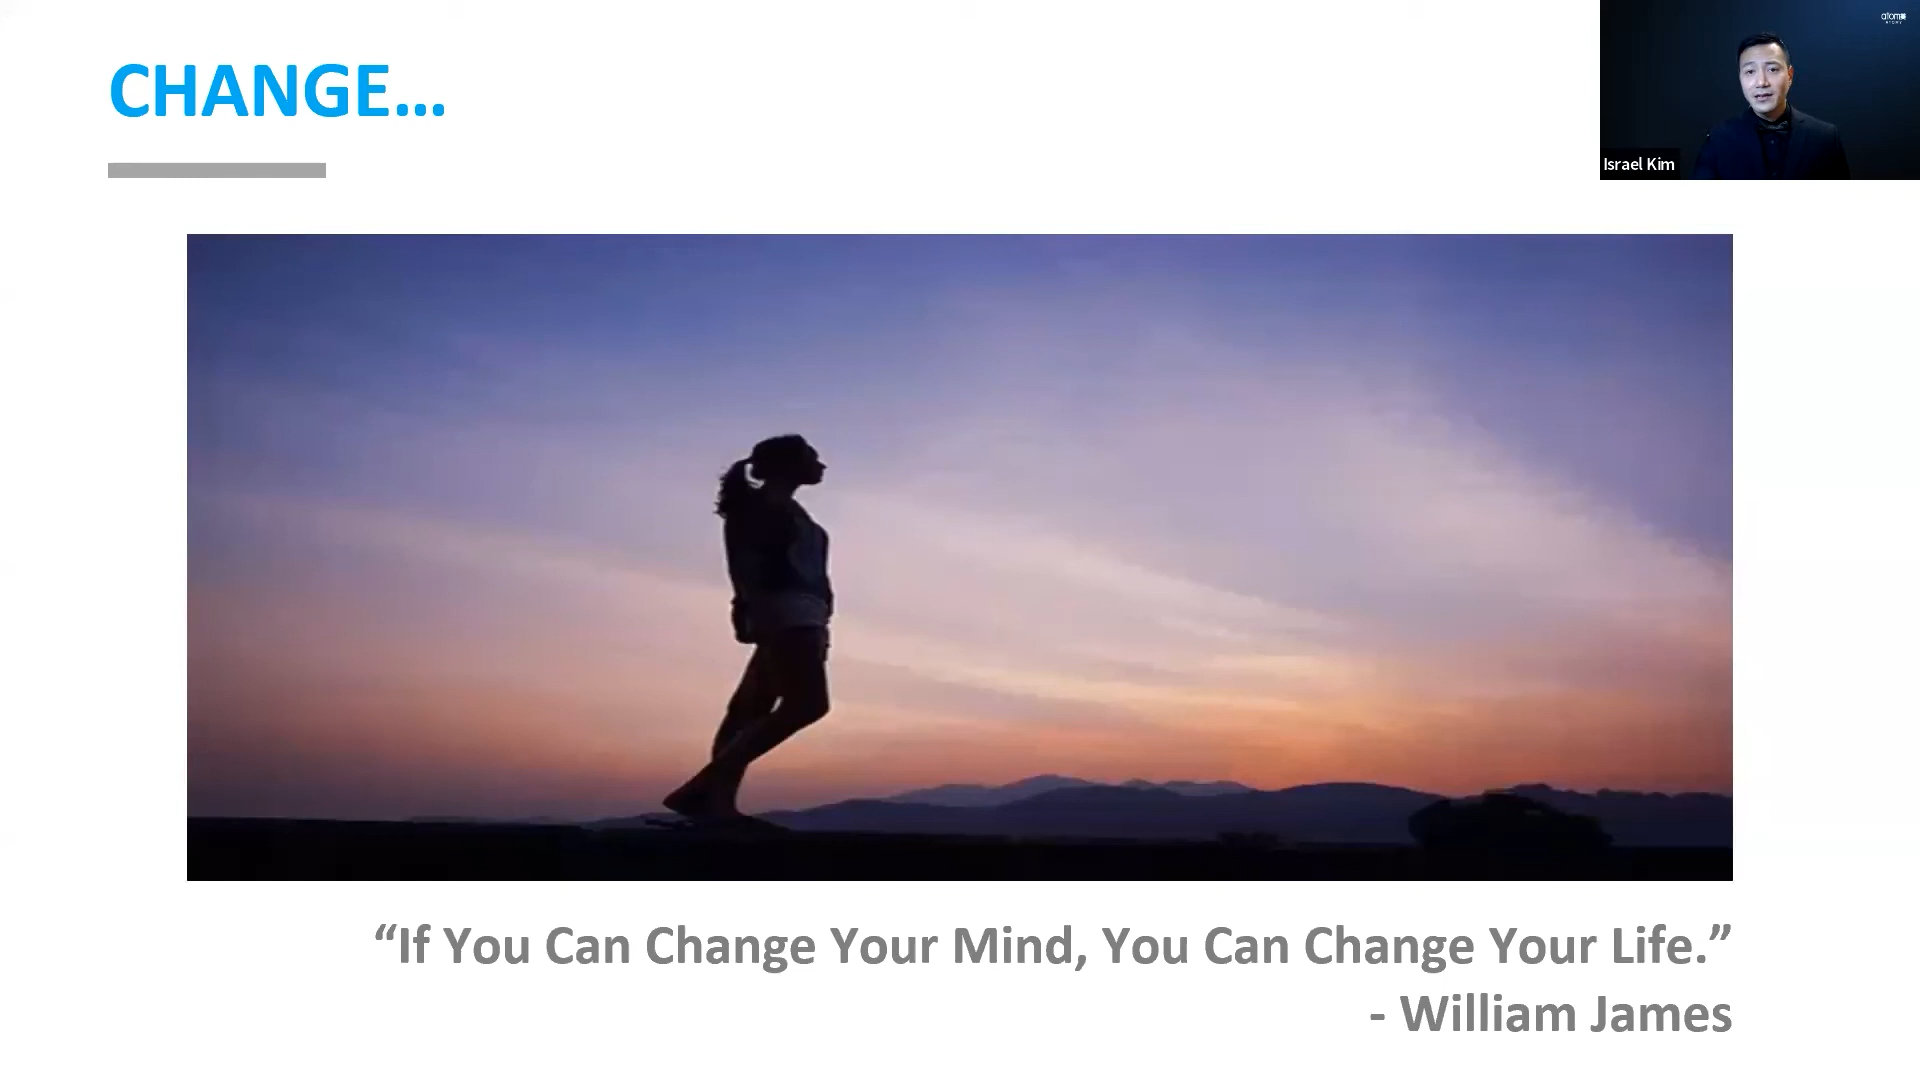 CHANGE...
Israel Kim
“If You Can Change Your Mind, You Can Change Your Life.”
- William James